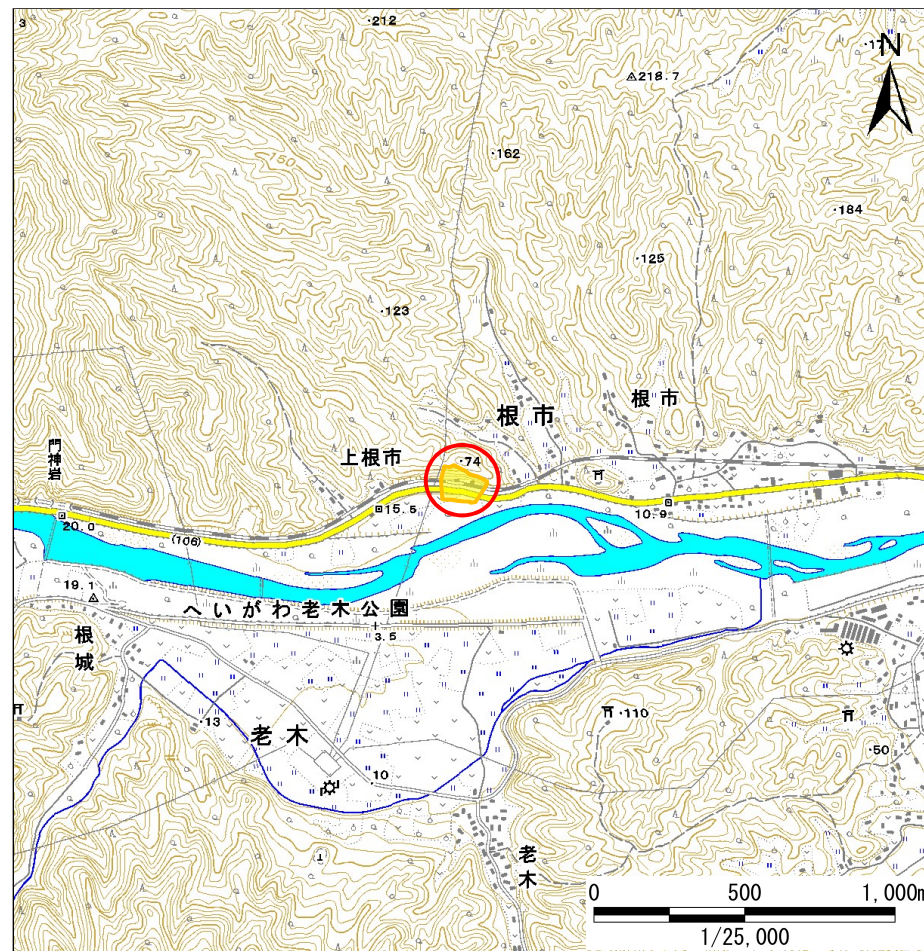 3
・212
・17
N
△218.7
・162
150
・184
・125
・123
根市
根市
上根市
・74
門神岩
15.5
10.9
20.0
(106)
19.1
へいがわ老木公園
3.5
根城
・110
・13
老木
・50
・10
老木
0 500 1,000m
1/25,000